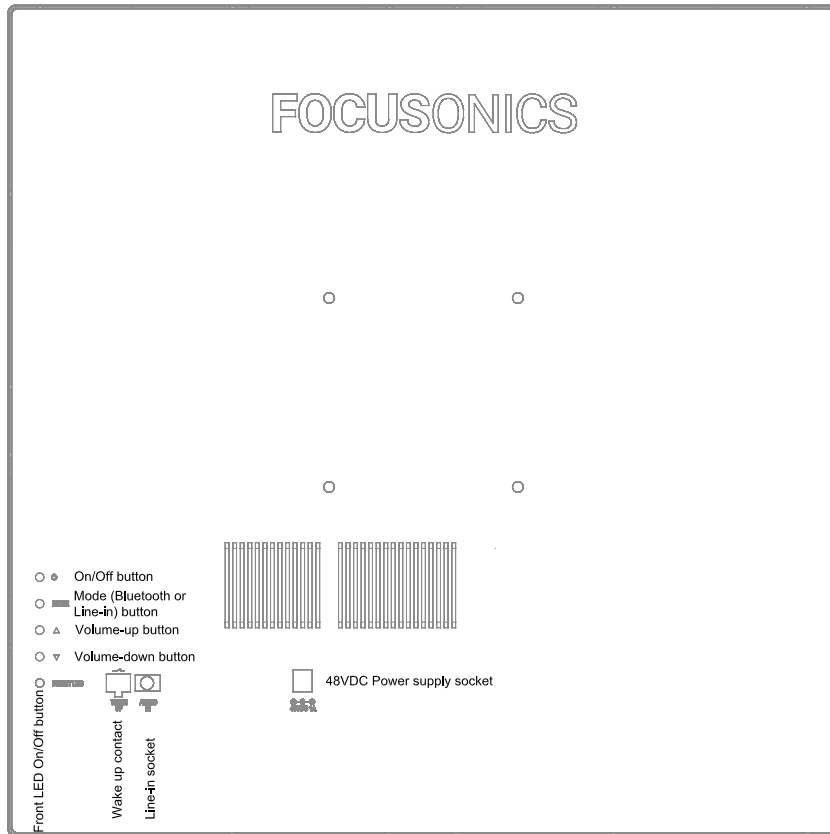 FOCUSONICS
On/Off button
Mode (Bluetooth or
Line-in) button
Volume-up button
Volume-down button
48VDC Power supply socket
Front LED On/Off button
Wake up contact
Line-in socket